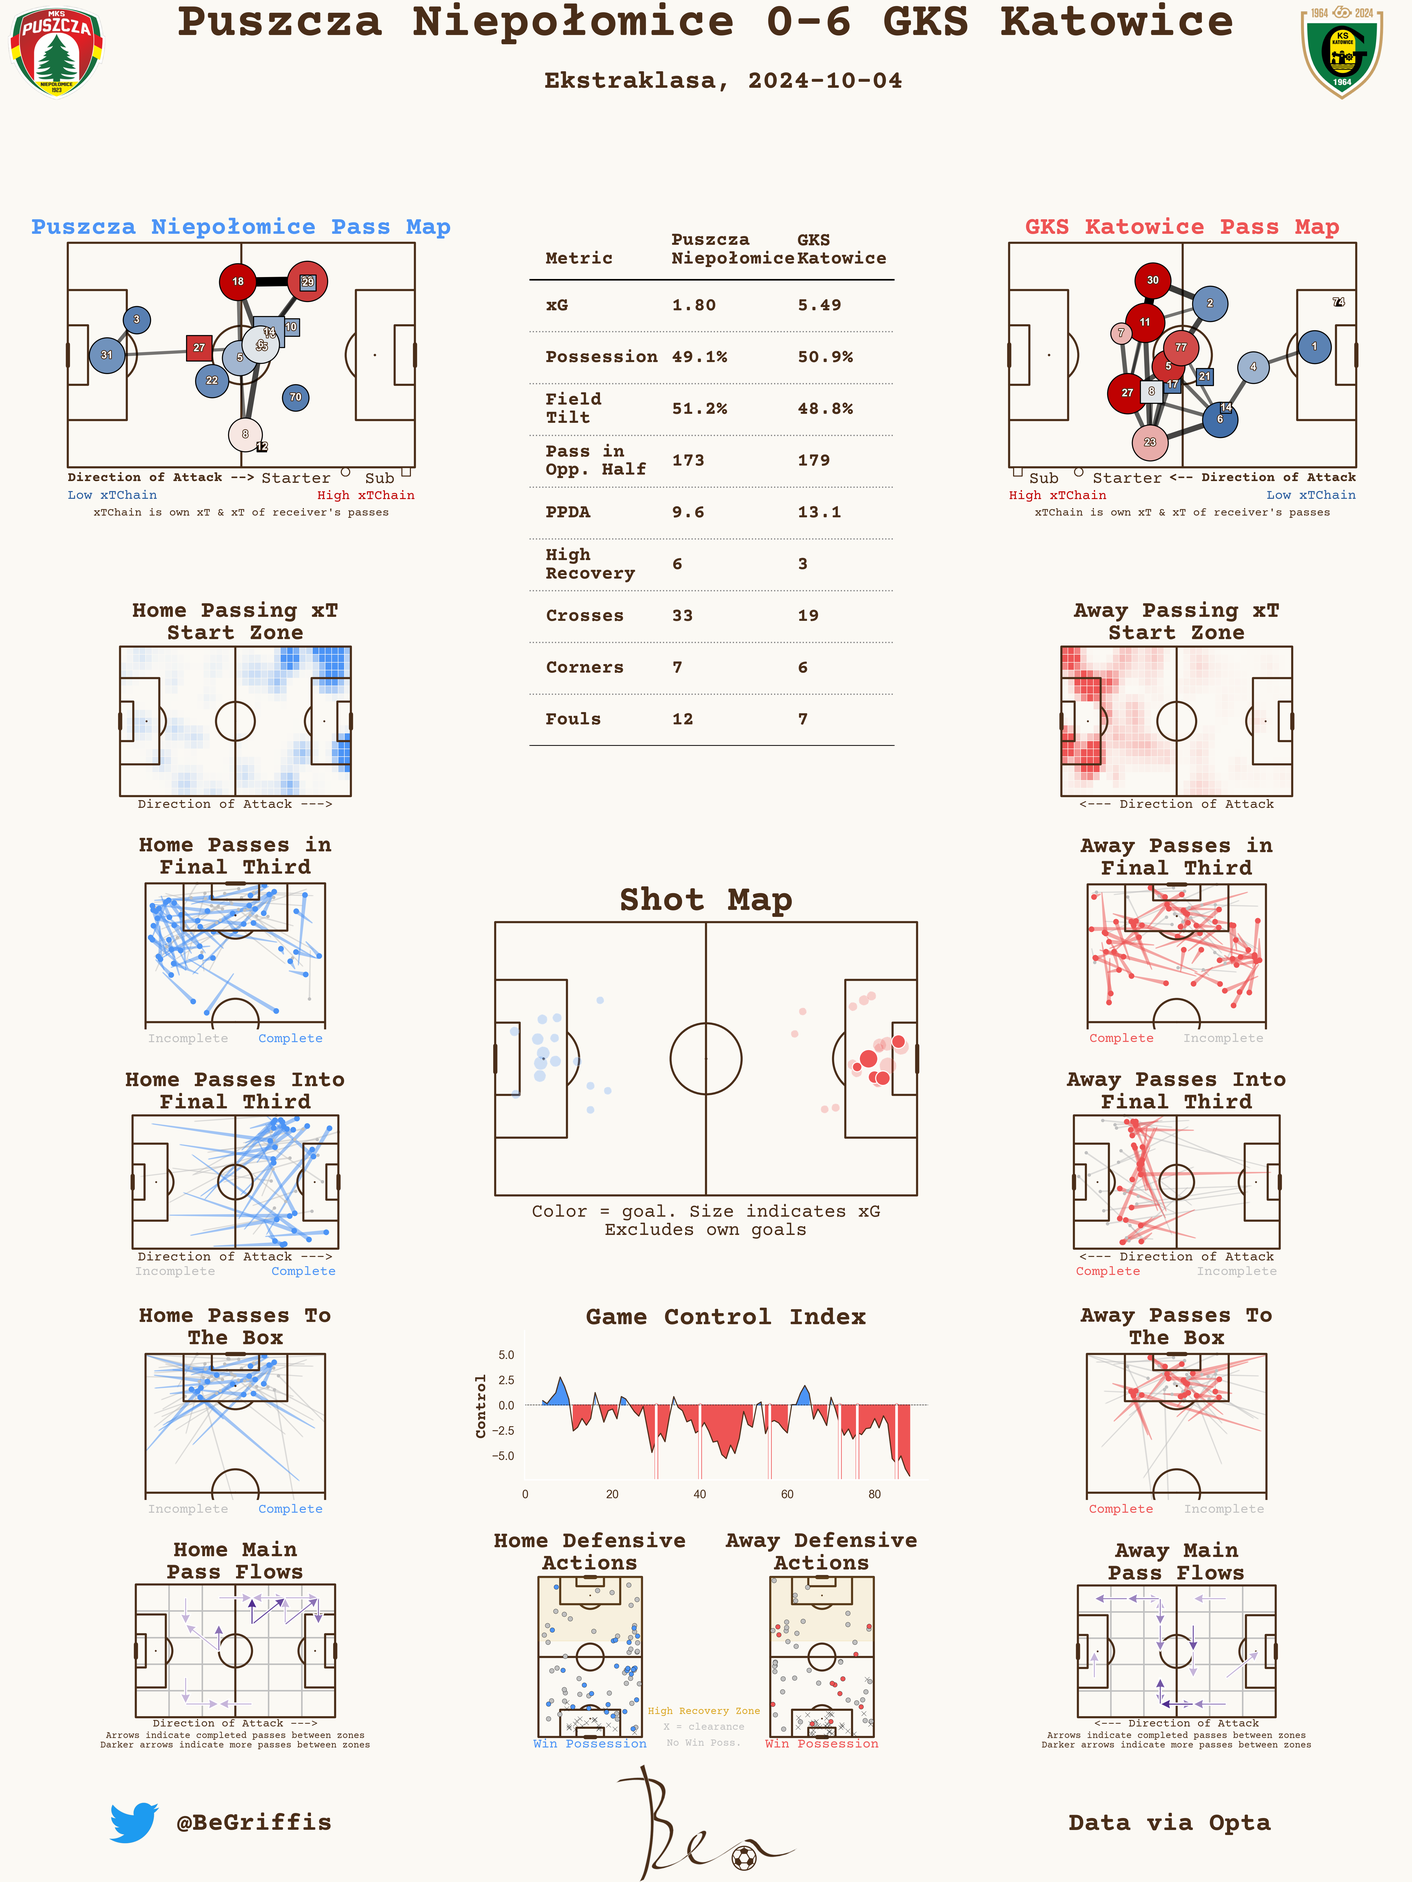 Puszcza Niepołomice 0-6 GKS Katowice
Ekstraklasa, 2024-10-04
MKS
PUSZCZA
NIEPOŁOMICE
1923
1964 2024
KS
KATOWICE
1964
Puszcza Niepołomice Pass Map
18
29
3
10
14
27
31
5
22
70
8
12
Direction of Attack --> Starter Sub
Low xTChain High xTChain
xTChain is own xT & xT of receiver's passes
Metric Puszcza Niepołomice GKS Katowice
xG 1.80 5.49
Possession 49.1% 50.9%
Field Tilt 51.2% 48.8%
Pass in Opp. Half 173 179
PPDA 9.6 13.1
High Recovery 6 3
Crosses 33 19
Corners 7 6
Fouls 12 7
GKS Katowice Pass Map
30
2
74
11
7
77
1
5
4
21
17
27
8
14
6
23
Sub Starter <-- Direction of Attack
High xTChain Low xTChain
xTChain is own xT & xT of receiver's passes
Home Passing xT
Start Zone
Direction of Attack --->
Away Passing xT
Start Zone
<--- Direction of Attack
Home Passes in
Final Third
Incomplete Complete
Away Passes in
Final Third
Complete Incomplete
Shot Map
Color = goal. Size indicates xG
Excludes own goals
Home Passes Into
Final Third
Direction of Attack --->
Incomplete Complete
Away Passes Into
Final Third
<--- Direction of Attack
Complete Incomplete
Home Passes To
The Box
Incomplete Complete
Game Control Index
Control
5.0
2.5
0.0
−2.5
−5.0
0 20 40 60 80
Away Passes To
The Box
Complete Incomplete
Home Main
Pass Flows
Direction of Attack --->
Arrows indicate completed passes between zones
Darker arrows indicate more passes between zones
Home Defensive
Actions
Win Possession
High Recovery Zone
X = clearance
No Win Poss.
Away Defensive
Actions
Win Possession
Away Main
Pass Flows
<--- Direction of Attack
Arrows indicate completed passes between zones
Darker arrows indicate more passes between zones
@BeGriffis
Ben
Data via Opta